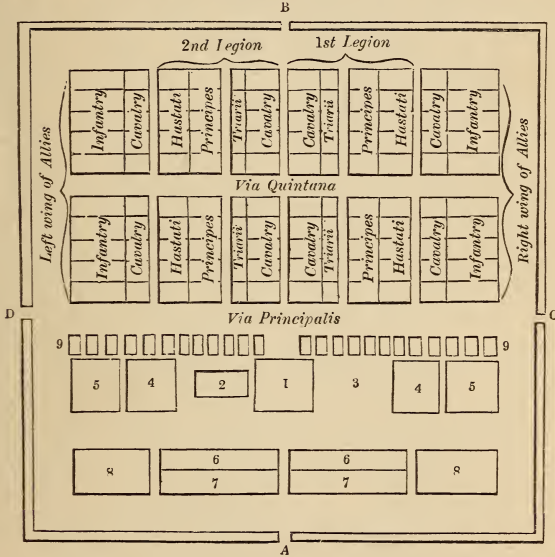 B
2nd Legion 1st Legion
Left wing of Allies
Infantry Cavalry Hastati Principes Triarii Cavalry Cavalry Triarii Principes Hastati Cavalry Infantry
Right wing of Allies
Via Quintana
Infantry Cavalry Hastati Principes Triarii Cavalry Cavalry Triarii Principes Hastati Cavalry Infantry
D Via Principalis C
9 9
5 4 2 1 3 4 5
8 6 6 8
7 7
A